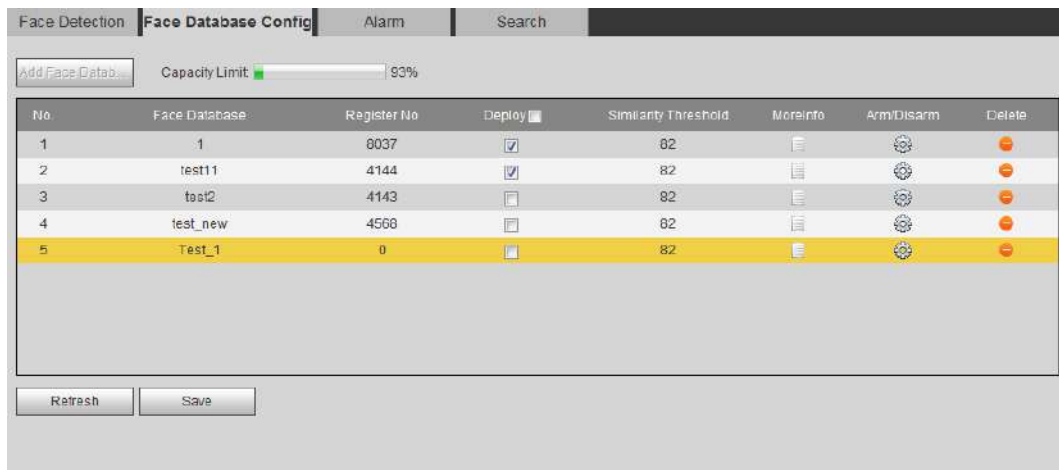 Face Detection Face Database Config Alarm Search
Add Face Datab... Capacity Limit: 93%
No. Face Database Register No Deploy Similarity Threshold MoreInfo Arm/Disarm Delete
1 1 8037 82
2 test11 4144 82
3 test2 4143 82
4 test_new 4568 82
5 Test_1 0 82
Refresh Save